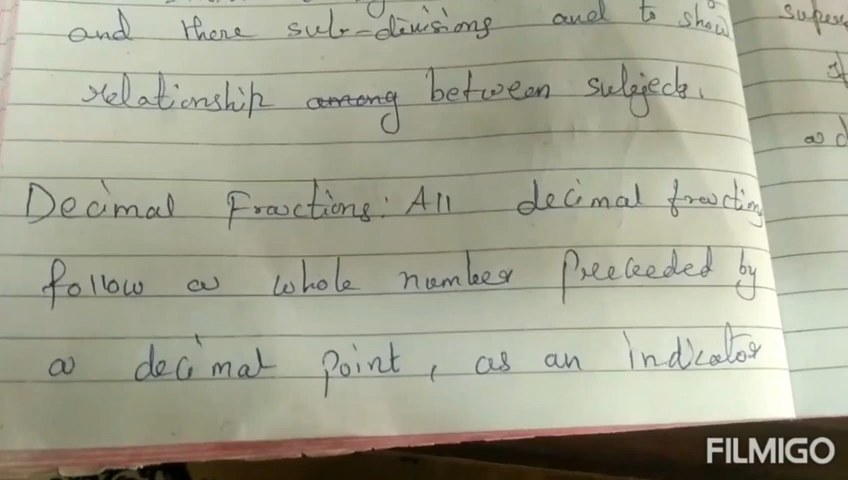 and there sub-divisions and to show
relationship among between subjects.
Decimal Fractions: All decimal fractions
follow a whole number Preceeded by
a decimal point, as an indicator
FILMIGO